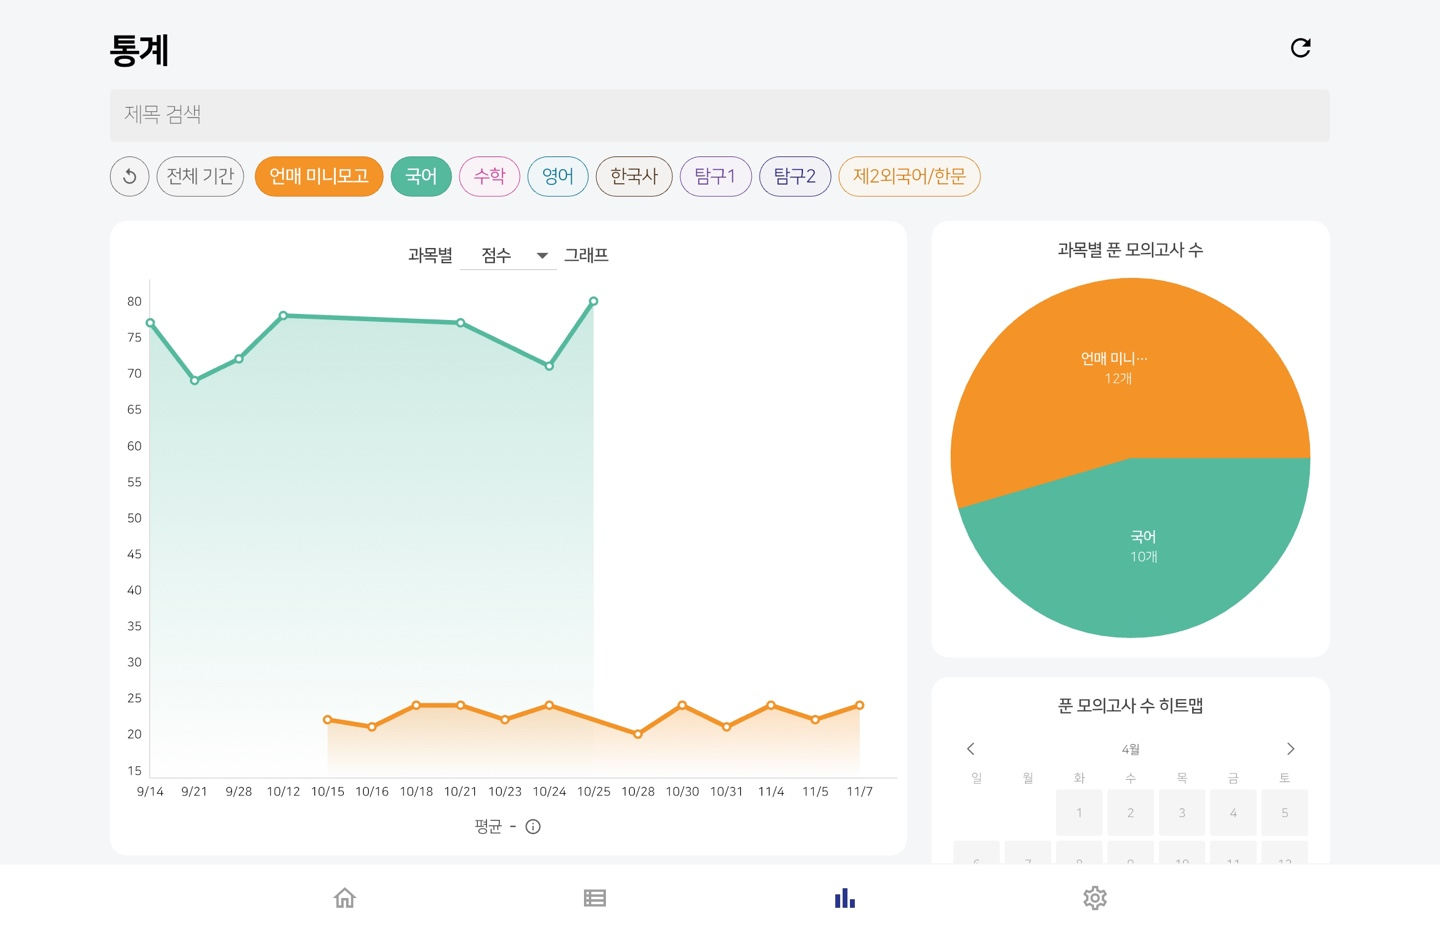 통계
제목 검색
전체 기간 언매 미니모고 국어 수학 영어 한국사 탐구1 탐구2 제2외국어/한문
과목별 점수 그래프
80
75
70
65
60
55
50
45
40
35
30
25
20
15
9/14 9/21 9/28 10/12 10/15 10/16 10/18 10/21 10/23 10/24 10/25 10/28 10/30 10/31 11/4 11/5 11/7
평균 -
과목별 푼 모의고사 수
언매 미니…
12개
국어
10개
푼 모의고사 수 히트맵
4월
일 월 화 수 목 금 토
1 2 3 4 5
6 7 8 9 10 11 12